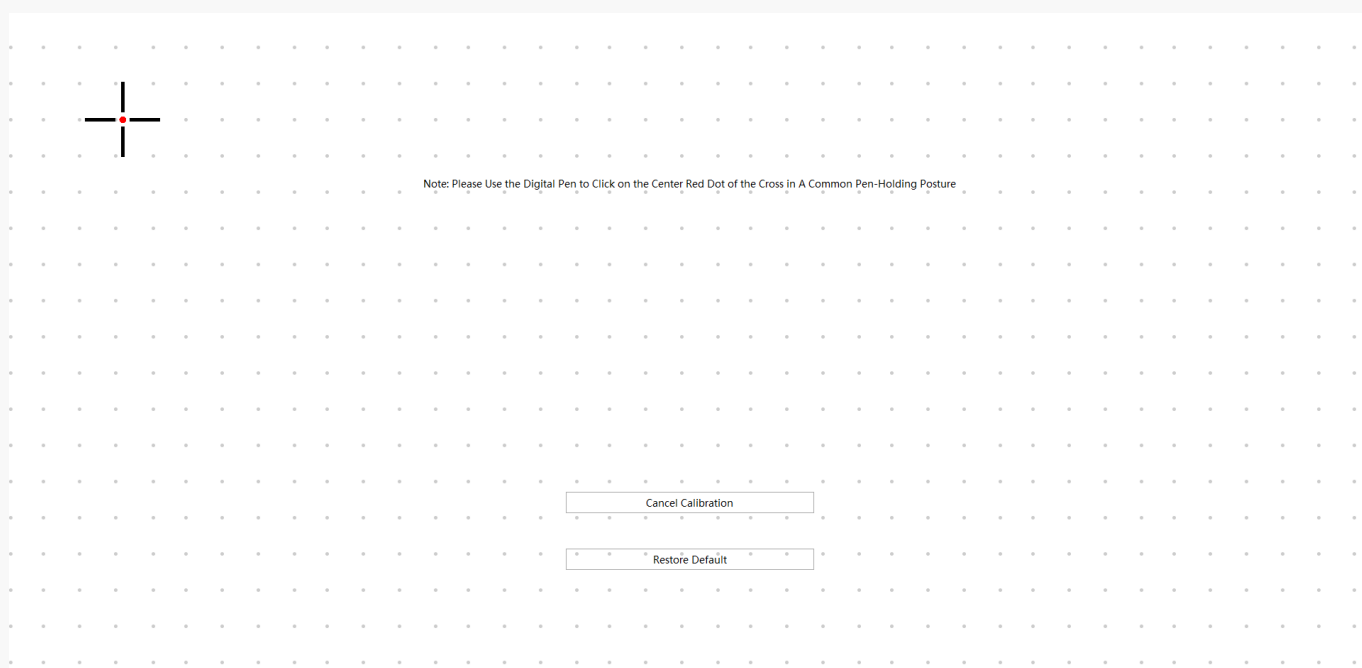 Note: Please Use the Digital Pen to Click on the Center Red Dot of the Cross in A Common Pen-Holding Posture
Cancel Calibration
Restore Default